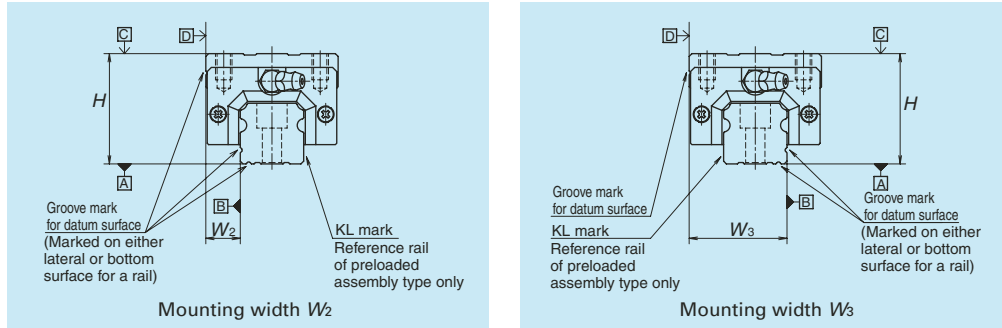 C
D
H
A
B
W2
Groove mark
for datum surface
(Marked on either
lateral or bottom
surface for a rail)
KL mark
Reference rail
of preloaded
assembly type only
Mounting width W2
D
C
H
A
B
W3
Groove mark
for datum surface
KL mark
Reference rail
of preloaded
assembly type only
Groove mark
for datum surface
(Marked on either
lateral or bottom
surface for a rail)
Mounting width W3